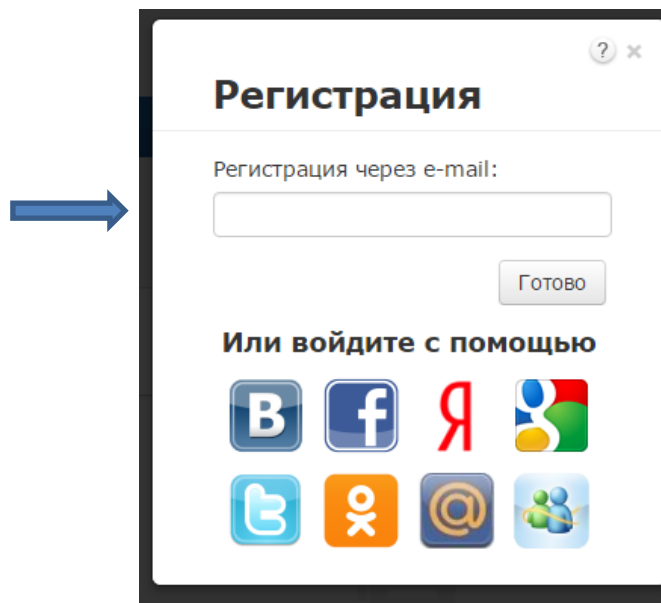 ?
Регистрация
Регистрация через e-mail:
Готово
Или войдите с помощью
B f Я g
t @